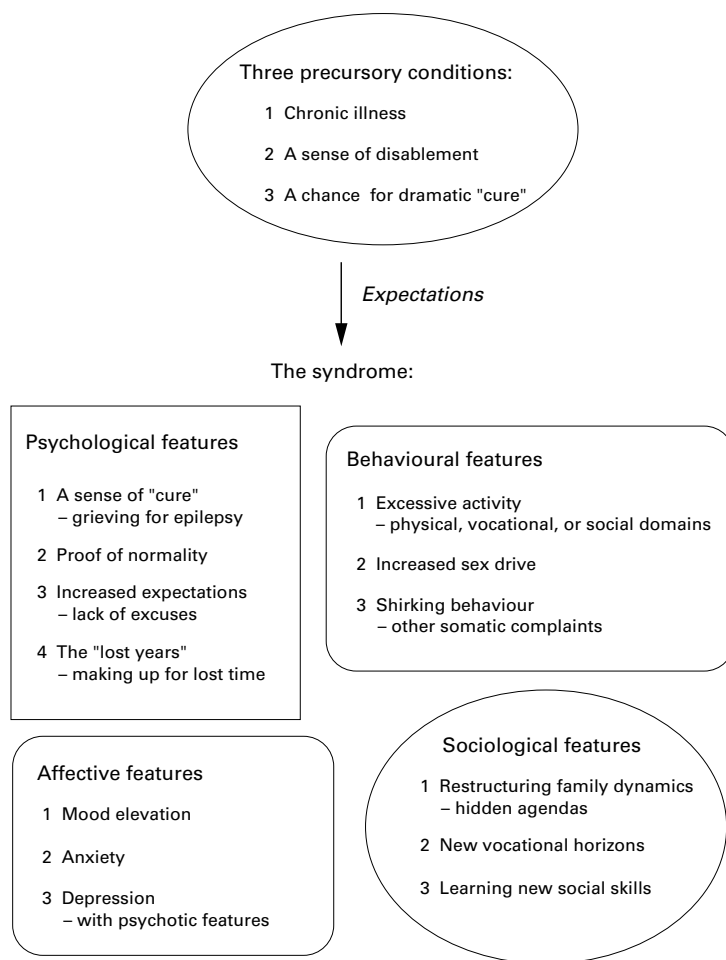 Three precursory conditions:
1 Chronic illness
2 A sense of disablement
3 A chance for dramatic "cure"
Expectations
The syndrome:
Psychological features
1 A sense of "cure"
– grieving for epilepsy
2 Proof of normality
3 Increased expectations
– lack of excuses
4 The "lost years"
– making up for lost time
Behavioural features
1 Excessive activity
– physical, vocational, or social domains
2 Increased sex drive
3 Shirking behaviour
– other somatic complaints
Affective features
1 Mood elevation
2 Anxiety
3 Depression
– with psychotic features
Sociological features
1 Restructuring family dynamics
– hidden agendas
2 New vocational horizons
3 Learning new social skills